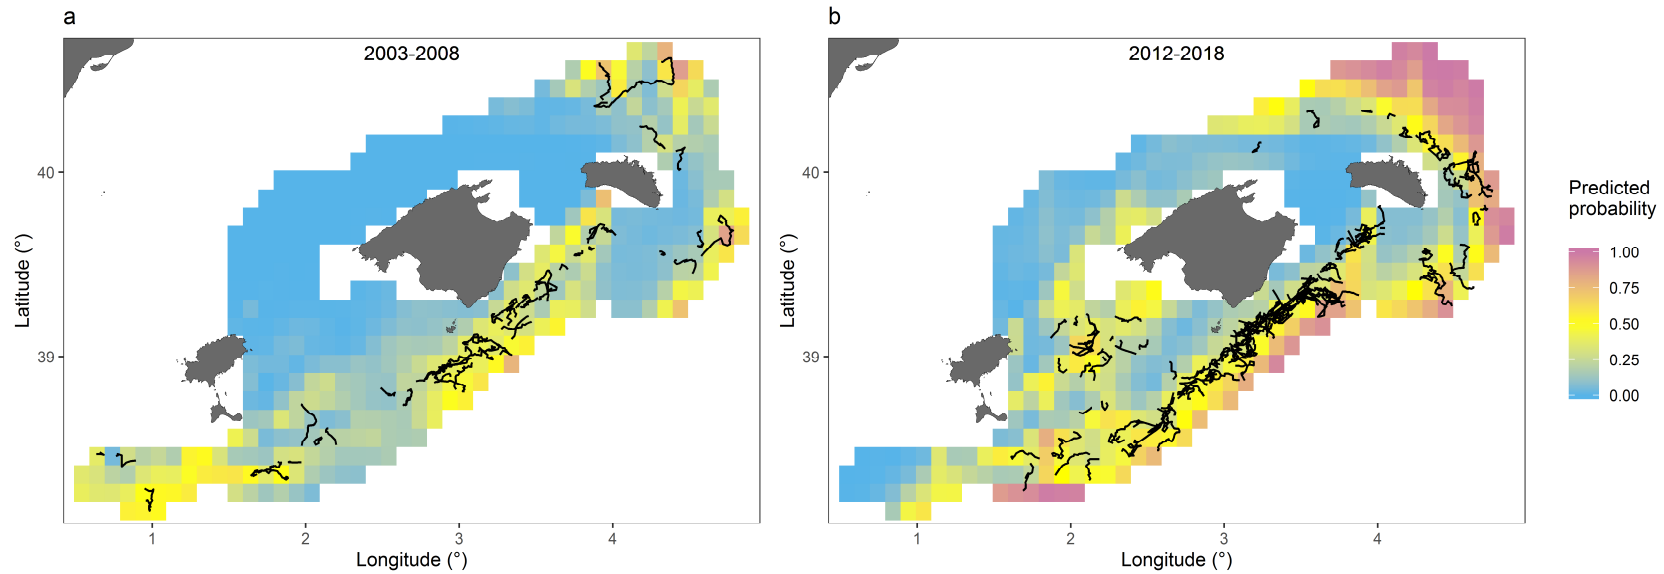 a
2003-2008
40
39
Latitude (°)
1
2
3
4
Longitude (°)
b
2012-2018
40
39
Latitude (°)
1
2
3
4
Longitude (°)
Predicted
probability
1.00
0.75
0.50
0.25
0.00